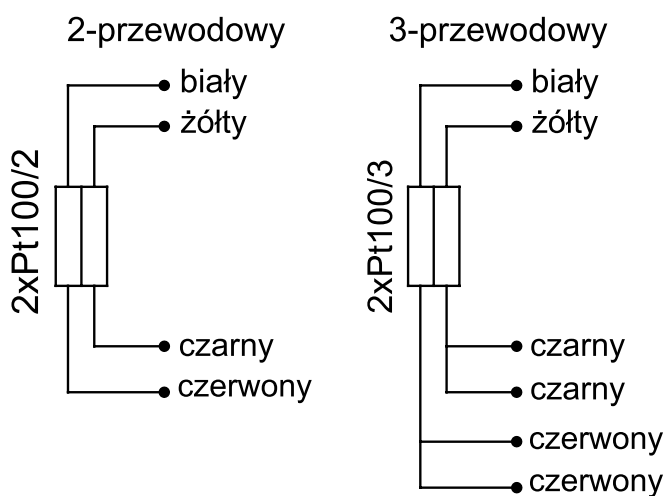 2-przewodowy
biały
żółty
2xPt100/2
czarny
czerwony
3-przewodowy
biały
żółty
2xPt100/3
czarny
czarny
czerwony
czerwony